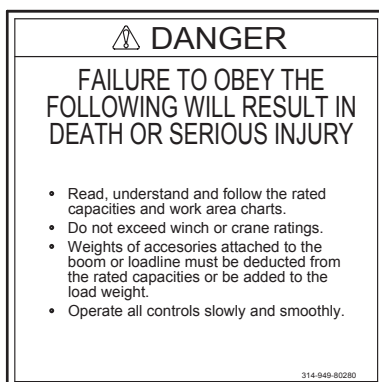 ⚠ DANGER
FAILURE TO OBEY THE
FOLLOWING WILL RESULT IN
DEATH OR SERIOUS INJURY
• Read, understand and follow the rated
capacities and work area charts.
• Do not exceed winch or crane ratings.
• Weights of accesories attached to the
boom or loadline must be deducted from
the rated capacities or be added to the
load weight.
• Operate all controls slowly and smoothly.
314-949-80280